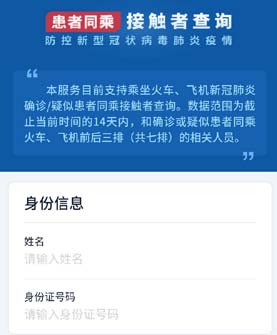 患者同乘 接触者查询
防控新型冠状病毒肺炎疫情
“
本服务目前支持乘坐火车、飞机新冠肺炎
确诊/疑似患者同乘接触者查询。数据范围为截
止当前时间的14天内，和确诊或疑似患者同乘
火车、飞机前后三排（共七排）的相关人员。
”
身份信息
姓名
请输入姓名
身份证号码
请输入身份证号码